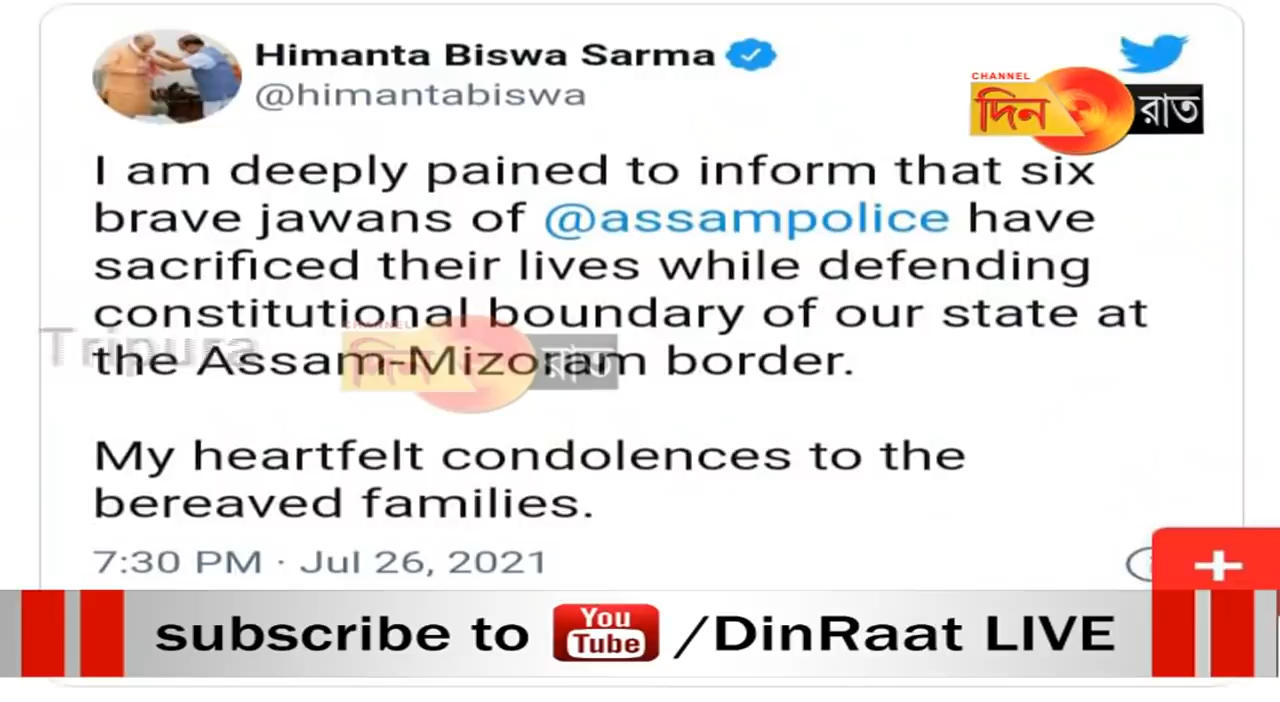 Himanta Biswa Sarma
@himantabiswa
CHANNEL
দিন রাত
I am deeply pained to inform that six
brave jawans of @assampolice have
sacrificed their lives while defending
constitutional boundary of our state at
the Assam-Mizoram border.
Tripura
CHANNEL
দিন রাত
My heartfelt condolences to the
bereaved families.
7:30 PM · Jul 26, 2021
+
subscribe to You Tube /DinRaat LIVE